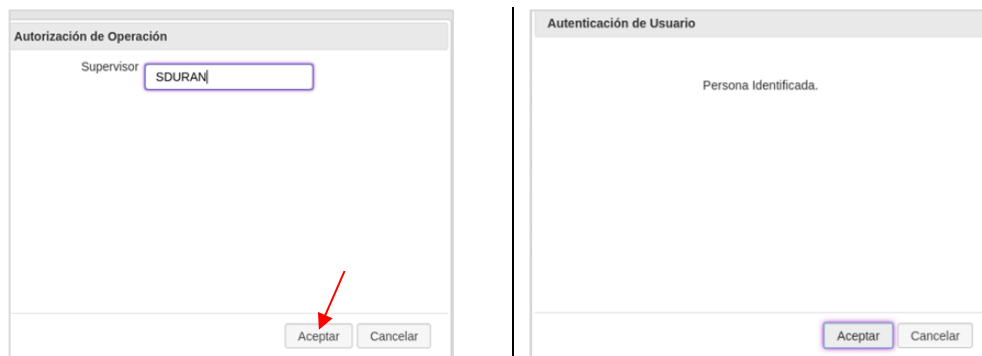 Autorización de Operación
Supervisor SDURAN
Aceptar Cancelar
Autenticación de Usuario
Persona Identificada.
Aceptar Cancelar